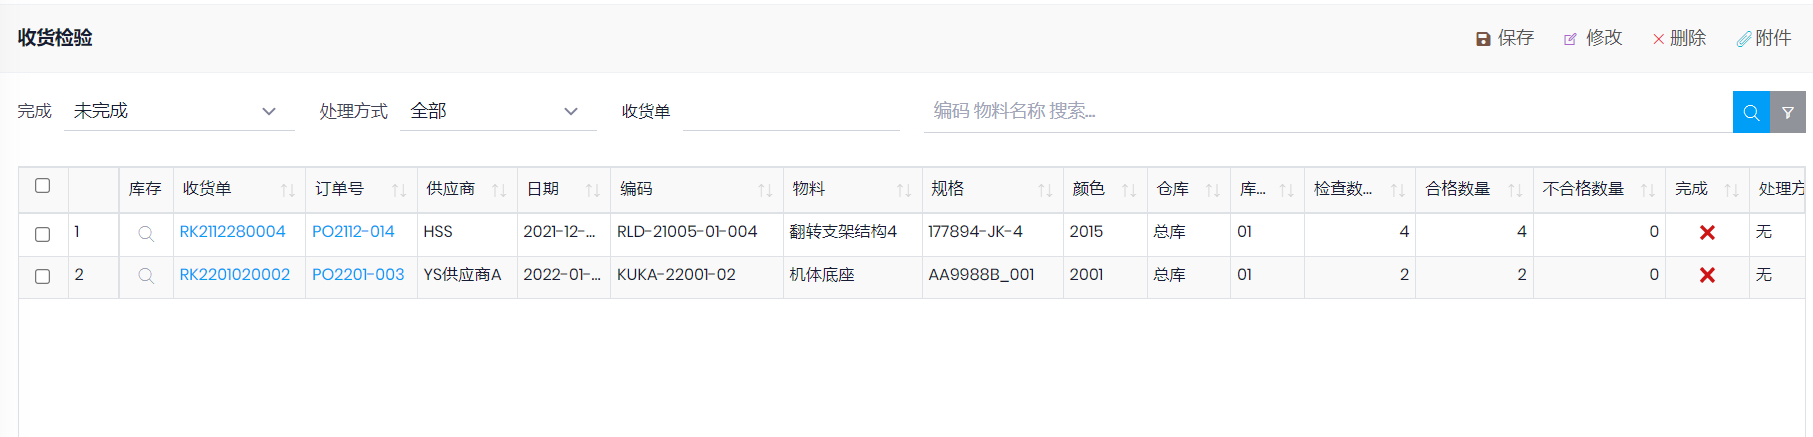 收货检验
保存 修改 删除 附件
完成 未完成 处理方式 全部 收货单 编码 物料名称 搜索...
库存 收货单 订单号 供应商 日期 编码 物料 规格 颜色 仓库 库... 检查数... 合格数量 不合格数量 完成 处理方
1 RK2112280004 PO2112-014 HSS 2021-12-... RLD-21005-01-004 翻转支架结构4 177894-JK-4 2015 总库 01 4 4 0 无
2 RK2201020002 PO2201-003 YS供应商A 2022-01-... KUKA-22001-02 机体底座 AA9988B_001 2001 总库 01 2 2 0 无